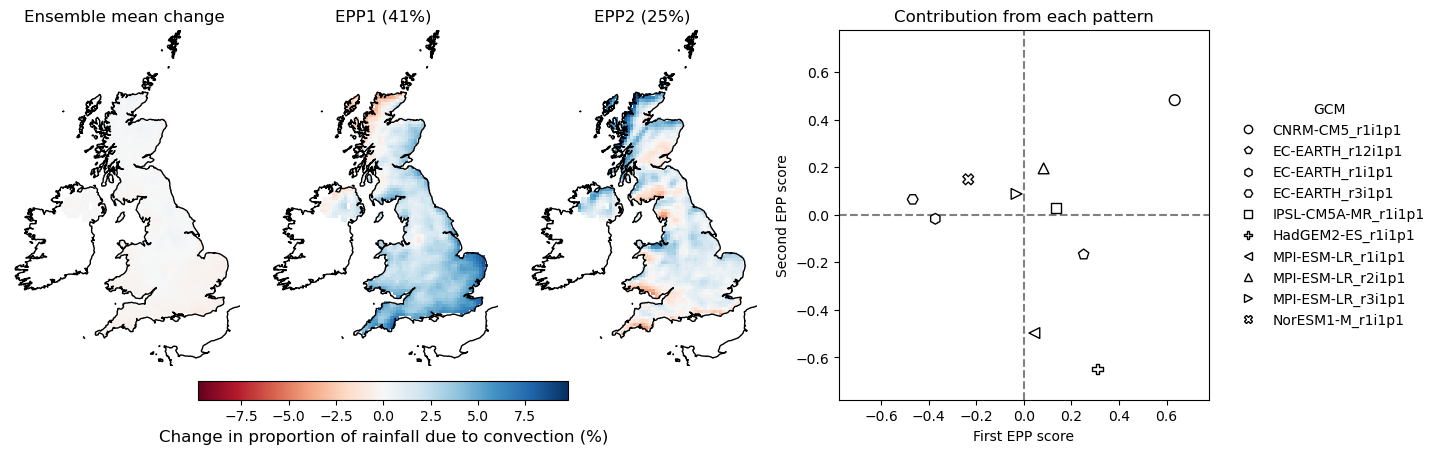 Ensemble mean change
EPP1 (41%)
EPP2 (25%)
Contribution from each pattern
−7.5
−5.0
−2.5
0.0
2.5
5.0
7.5
Change in proportion of rainfall due to convection (%)
Second EPP score
0.6
0.4
0.2
0.0
−0.2
−0.4
−0.6
−0.6
−0.4
−0.2
0.0
0.2
0.4
0.6
First EPP score
GCM
CNRM-CM5_r1i1p1
EC-EARTH_r12i1p1
EC-EARTH_r1i1p1
EC-EARTH_r3i1p1
IPSL-CM5A-MR_r1i1p1
HadGEM2-ES_r1i1p1
MPI-ESM-LR_r1i1p1
MPI-ESM-LR_r2i1p1
MPI-ESM-LR_r3i1p1
NorESM1-M_r1i1p1